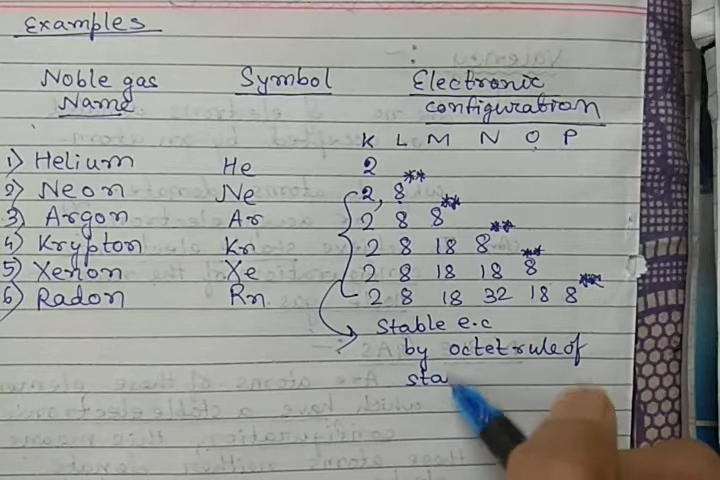 Examples
Noble gas Symbol Electronic
Name configuration
K L M N O P
1) Helium He 2
2) Neon Ne 2, 8**
3) Argon Ar 2 8 8**
4) Krypton Kr 2 8 18 8**
5) Xenon Xe 2 8 18 18 8**
6) Radon Rn 2 8 18 32 18 8**
Stable e.c
by octet rule of
sta